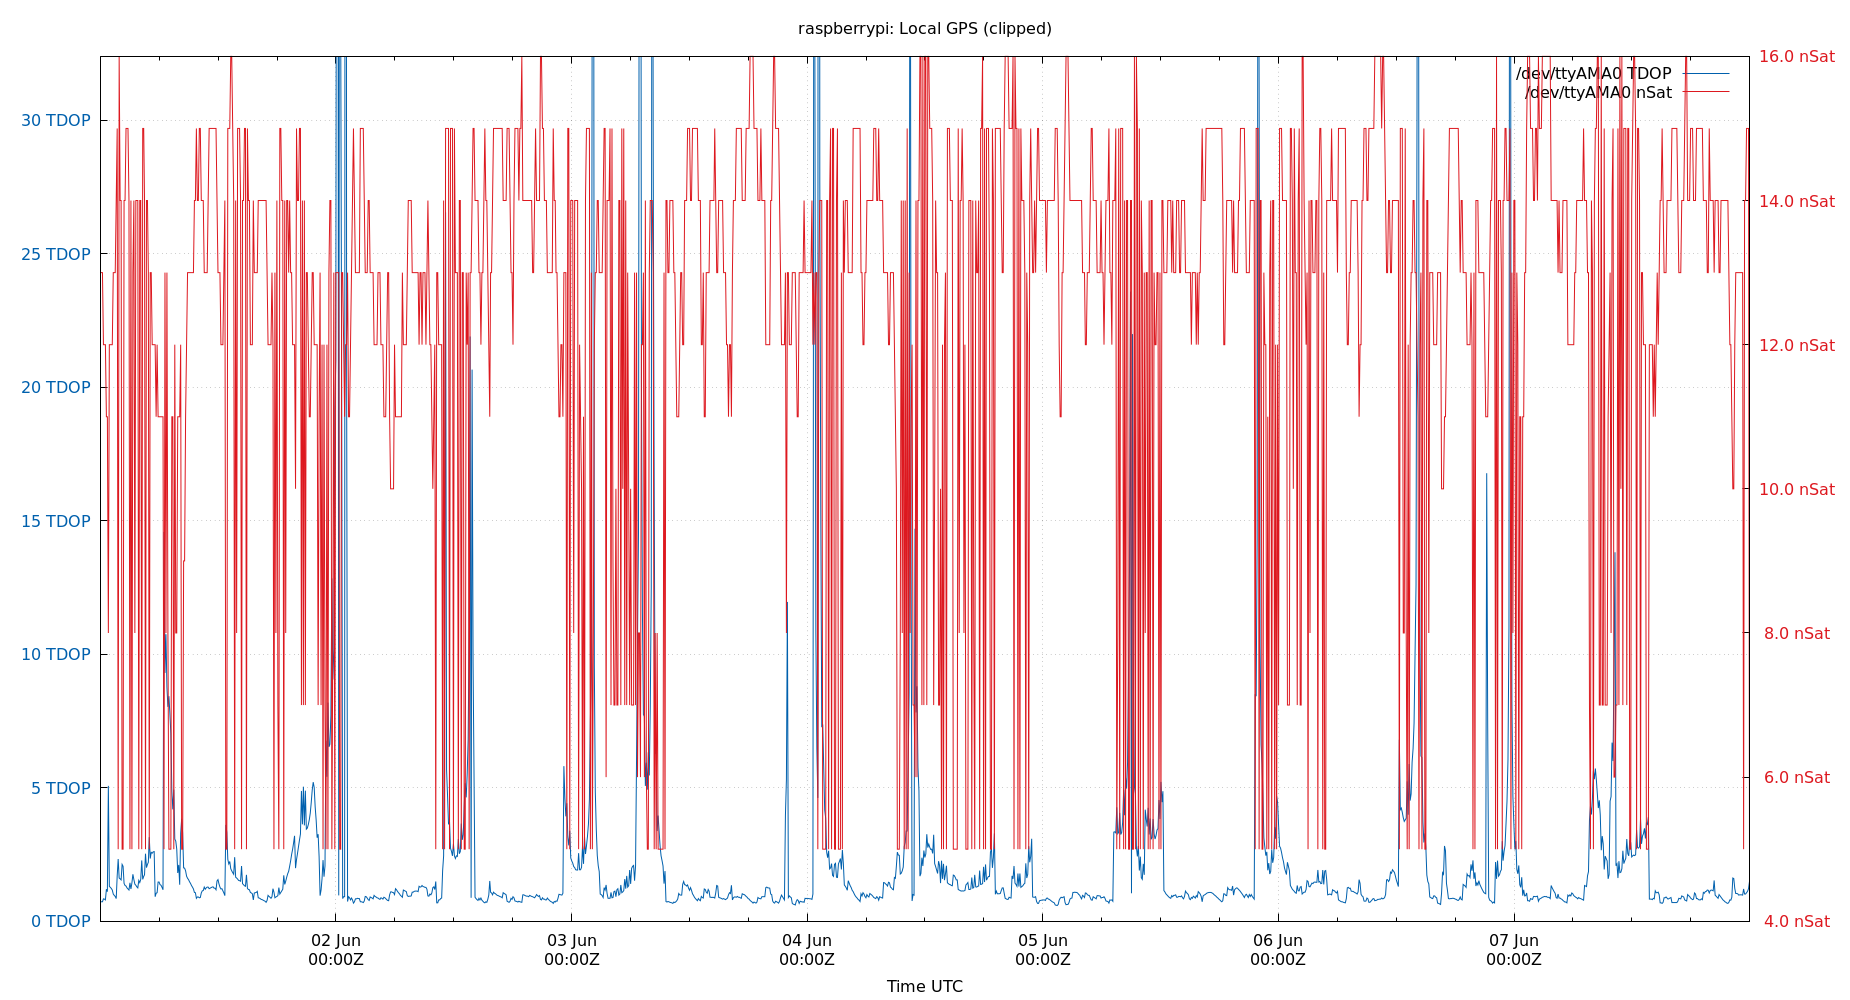 raspberrypi: Local GPS (clipped)
16.0 nSat
/dev/ttyAMA0 TDOP
/dev/ttyAMA0 nSat
30 TDOP
14.0 nSat
25 TDOP
12.0 nSat
20 TDOP
10.0 nSat
15 TDOP
8.0 nSat
10 TDOP
6.0 nSat
5 TDOP
4.0 nSat
0 TDOP
02 Jun
00:00Z
03 Jun
00:00Z
04 Jun
00:00Z
05 Jun
00:00Z
06 Jun
00:00Z
07 Jun
00:00Z
Time UTC